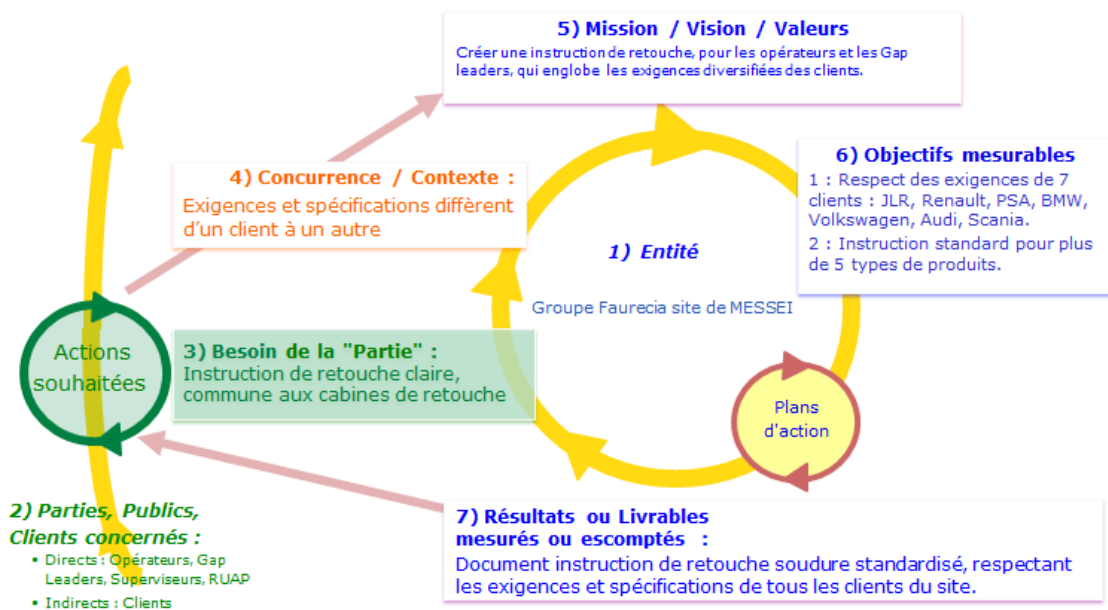 5) Mission / Vision / Valeurs
Créer une instruction de retouche, pour les opérateurs et les Gap
leaders, qui englobe les exigences diversifiées des clients.
4) Concurrence / Contexte :
Exigences et spécifications diffèrent
d'un client à un autre
6) Objectifs mesurables
1 : Respect des exigences de 7
clients : JLR, Renault, PSA, BMW,
Volkswagen, Audi, Scania.
2 : Instruction standard pour plus
de 5 types de produits.
1) Entité
Groupe Faurecia site de MESSEI
Actions
souhaitées
3) Besoin de la "Partie" :
Instruction de retouche claire,
commune aux cabines de retouche
Plans
d'action
2) Parties, Publics,
Clients concernés :
• Directs : Opérateurs, Gap
Leaders, Superviseurs, RUAP
• Indirects : Clients
7) Résultats ou Livrables
mesurés ou escomptés :
Document instruction de retouche soudure standardisé, respectant
les exigences et spécifications de tous les clients du site.